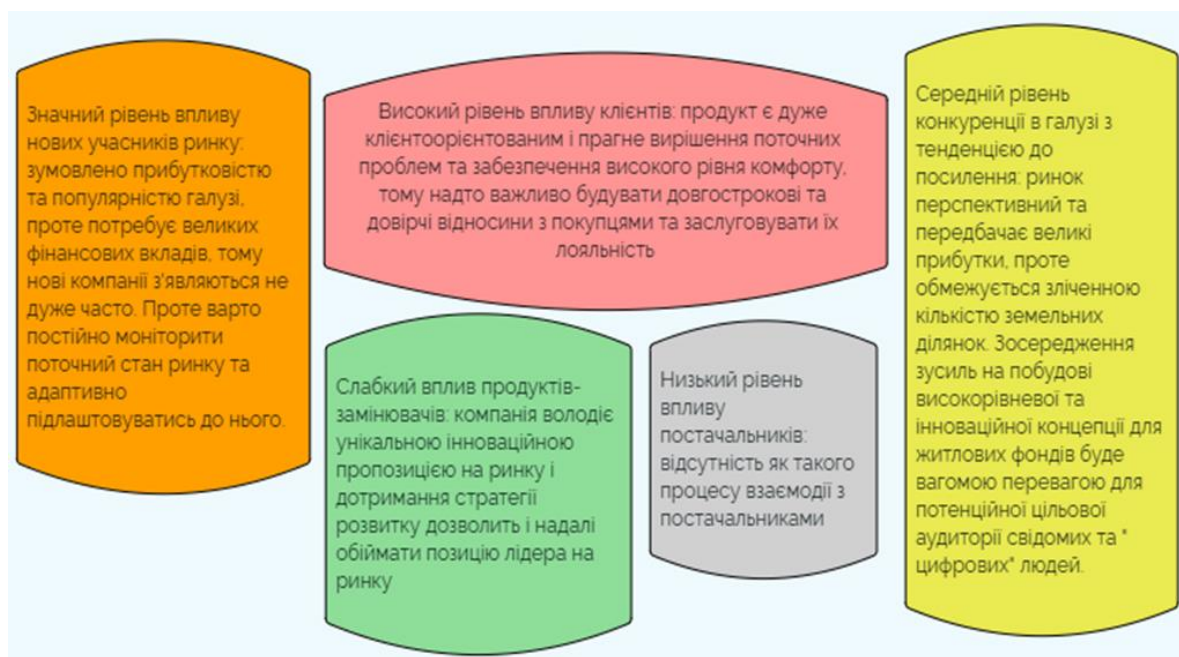 Значний рівень впливу
нових учасників ринку:
зумовлено прибутковістю
та популярністю галузі,
проте потребує великих
фінансових вкладів, тому
нові компанії з'являються не
дуже часто. Проте варто
постійно моніторити
поточний стан ринку та
адаптивно
підлаштовуватись до нього.
Високий рівень впливу клієнтів: продукт є дуже
клієнтоорієнтованим і прагне вирішення поточних
проблем та забезпечення високого рівня комфорту,
тому надто важливо будувати довгострокові та
довірчі відносини з покупцями та заслуговувати їх
лояльність
Слабкий вплив продуктів-
замінювачів: компанія володіє
унікальною інноваційною
пропозицією на ринку і
дотримання стратегії
розвитку дозволить і надалі
обіймати позицію лідера на
ринку
Низький рівень
впливу
постачальників:
відсутність як такого
процесу взаємодії з
постачальниками
Середній рівень
конкуренції в галузі з
тенденцією до
посилення: ринок
перспективний та
передбачає великі
прибутки, проте
обмежується зліченною
кількістю земельних
ділянок. Зосередження
зусиль на побудові
високорівневої та
інноваційної концепції для
житлових фондів буде
вагомою перевагою для
потенційної цільової
аудиторії свідомих та "
цифрових" людей.